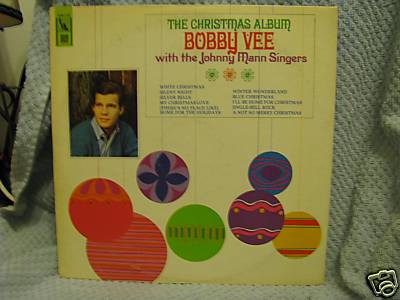 THE CHRISTMAS ALBUM
BOBBY VEE
with the Johnny Mann Singers
WHITE CHRISTMAS
SILENT NIGHT
SILVER BELLS
MY CHRISTMAS LOVE
(THERE'S NO PLACE LIKE)
HOME FOR THE HOLIDAYS
WINTER WONDERLAND
BLUE CHRISTMAS
I'LL BE HOME FOR CHRISTMAS
JINGLE-BELL ROCK
A NOT SO MERRY CHRISTMAS